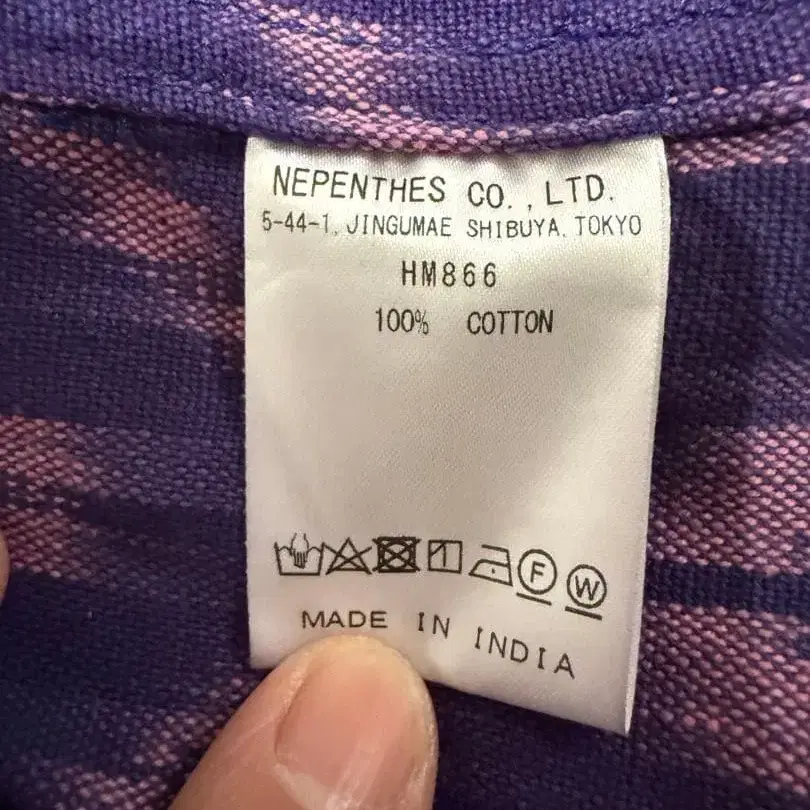 NEPENTHES CO., LTD.
5-44-1, JINGUMAE SHIBUYA, TOKYO
HM866
100% COTTON
F W
MADE IN INDIA